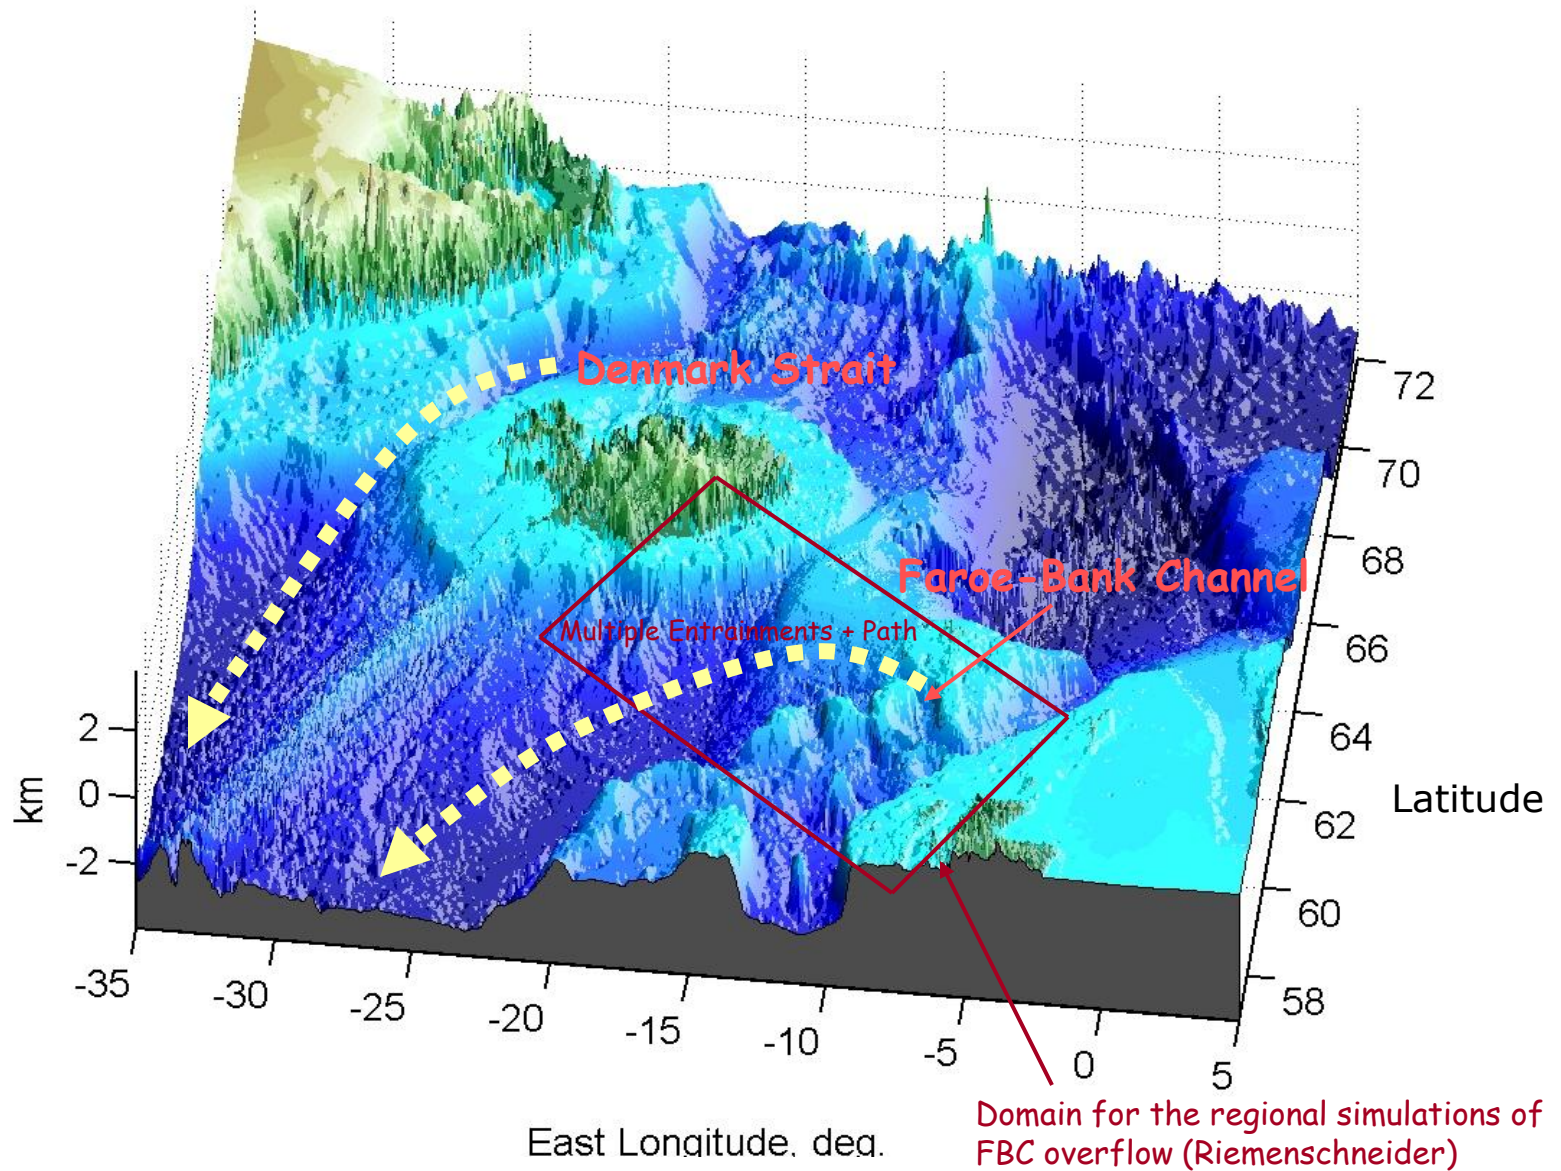 Denmark Strait
72
70
Faroe-Bank Channel
68
Multiple Entrainments + Path
66
2
64
km
0
Latitude
62
-2
60
-35
-30
-25
-20
-15
-10
-5
0
5
58
Domain for the regional simulations of
East Longitude, deg.
FBC overflow (Riemenschneider)